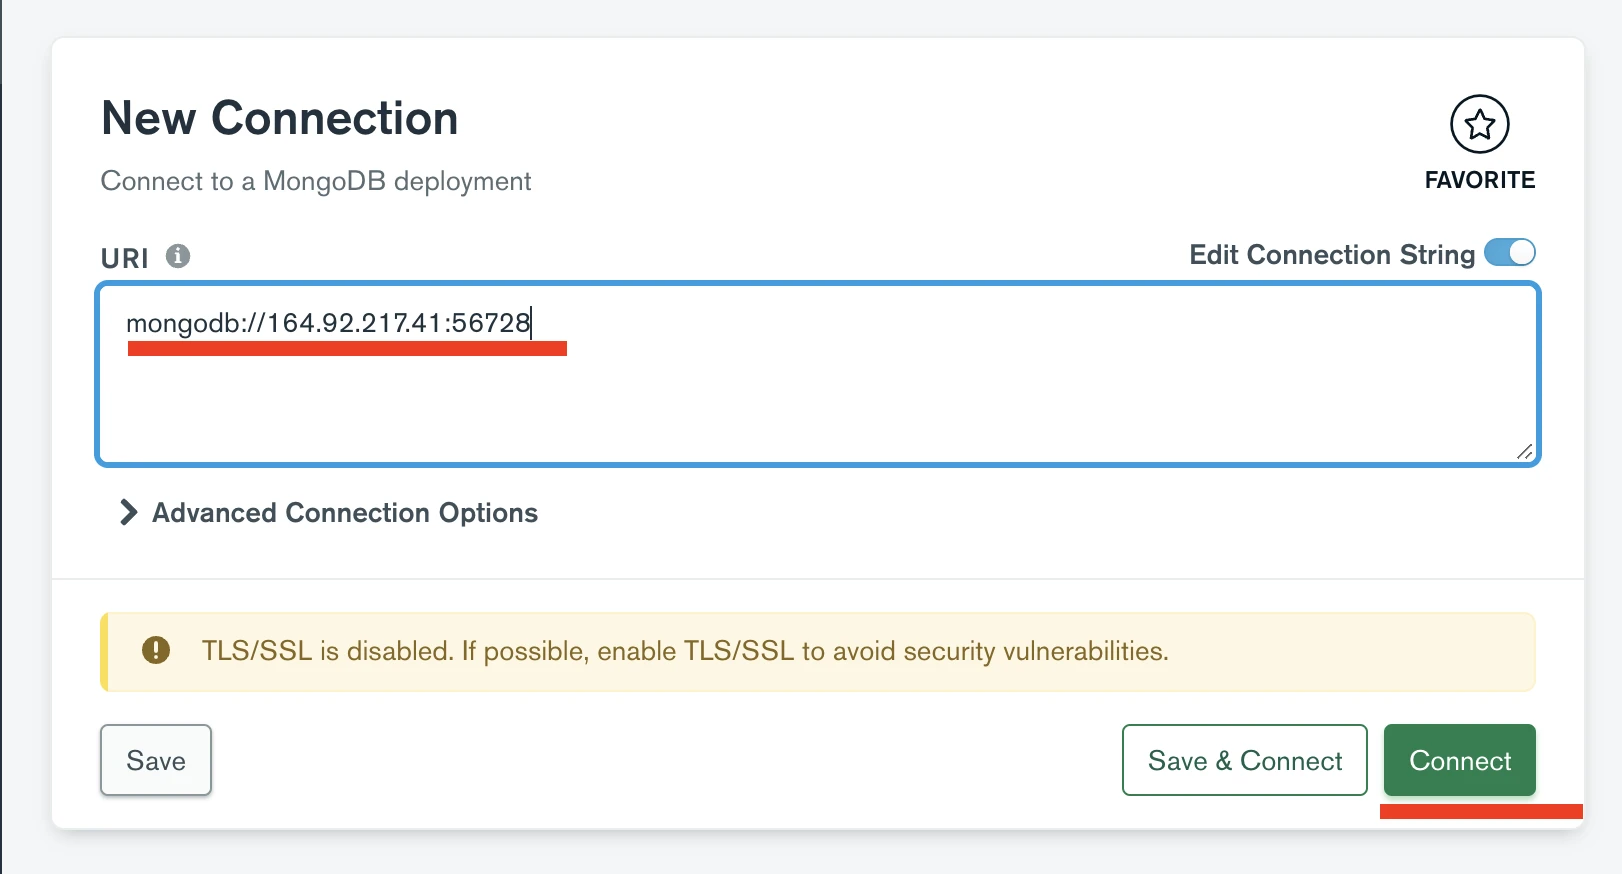 New Connection
FAVORITE
Connect to a MongoDB deployment
URI
Edit Connection String
mongodb://164.92.217.41:56728
Advanced Connection Options
TLS/SSL is disabled. If possible, enable TLS/SSL to avoid security vulnerabilities.
Save
Save & Connect
Connect